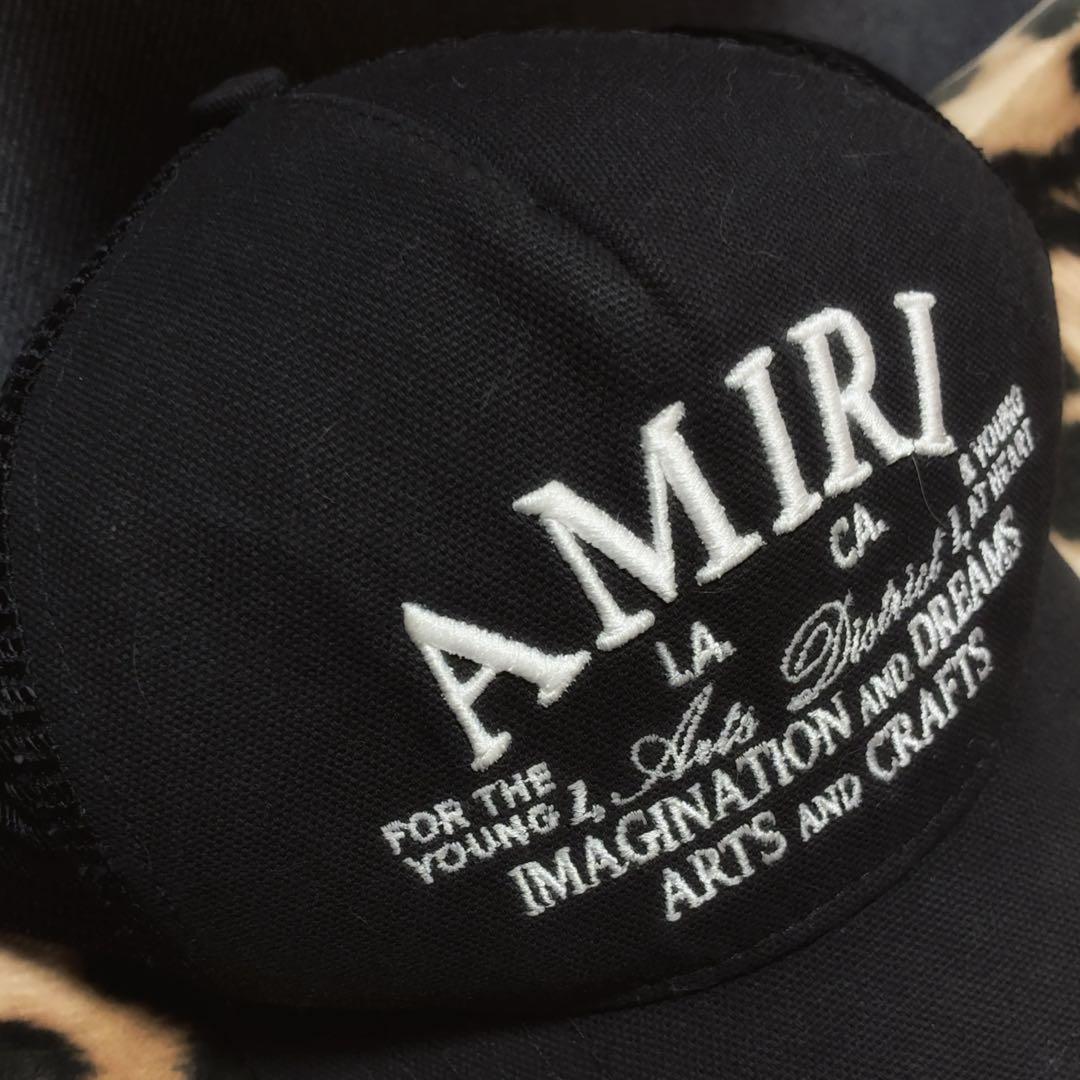 AMIRI
LA. CA.
FOR THE
YOUNG
Arts District
& YOUNG
AT HEART
IMAGINATION AND DREAMS
ARTS AND CRAFTS